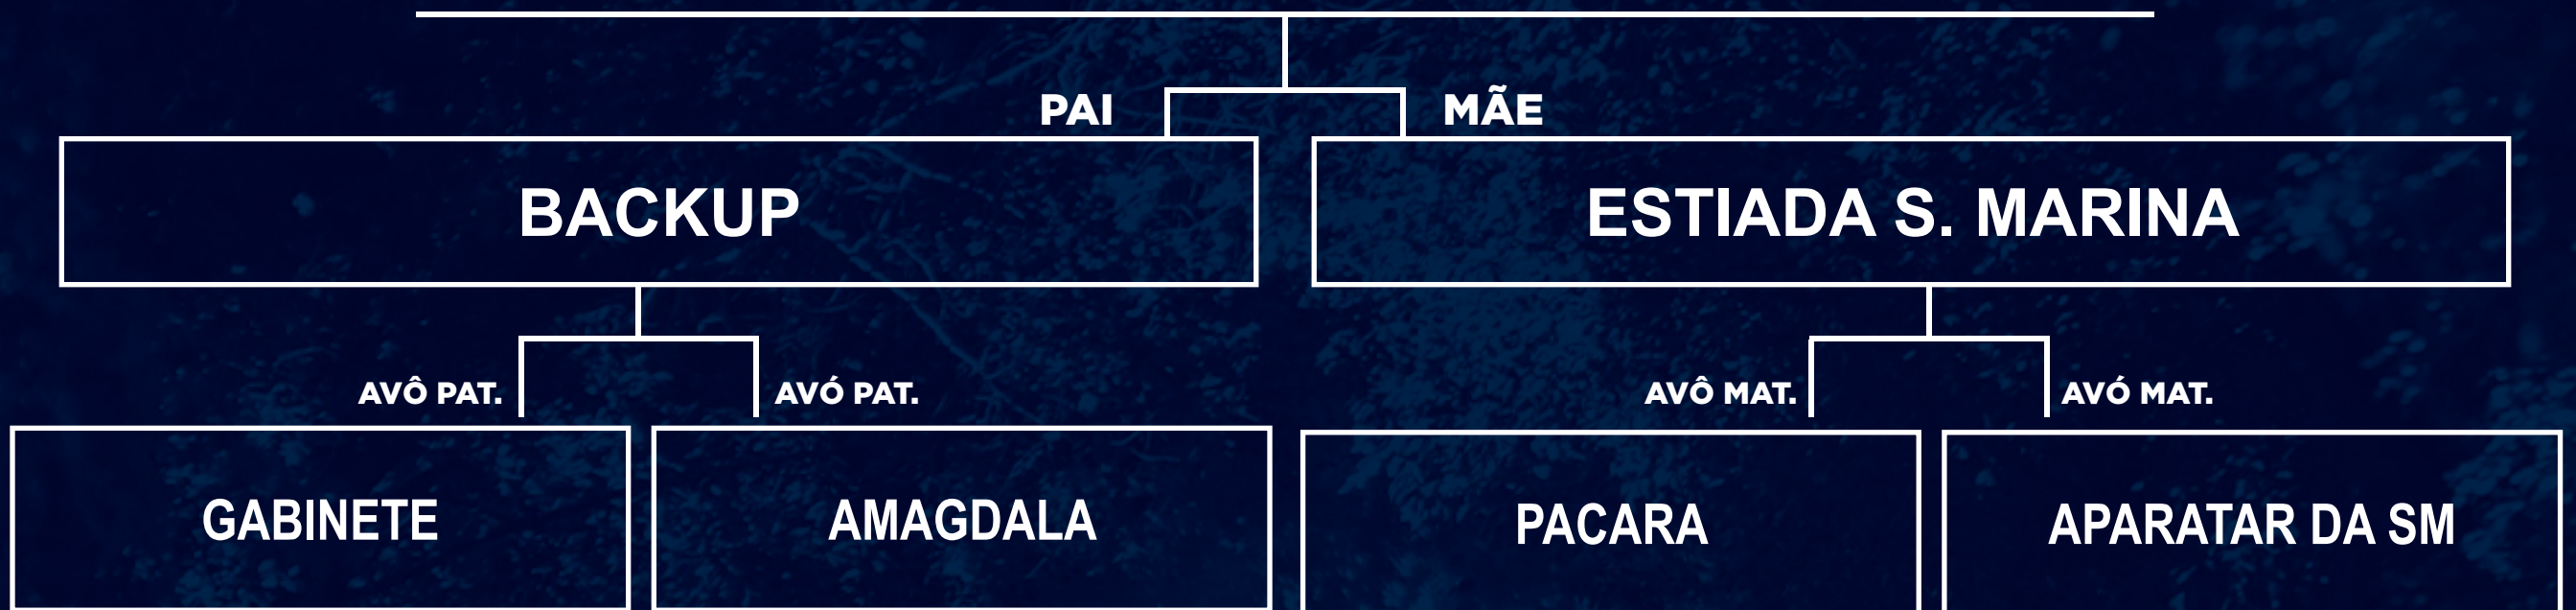 PAI MÃE
BACKUP ESTIADA S. MARINA
AVÔ PAT. AVÓ PAT. AVÔ MAT. AVÓ MAT.
GABINETE AMAGDALA PACARA APARATAR DA SM